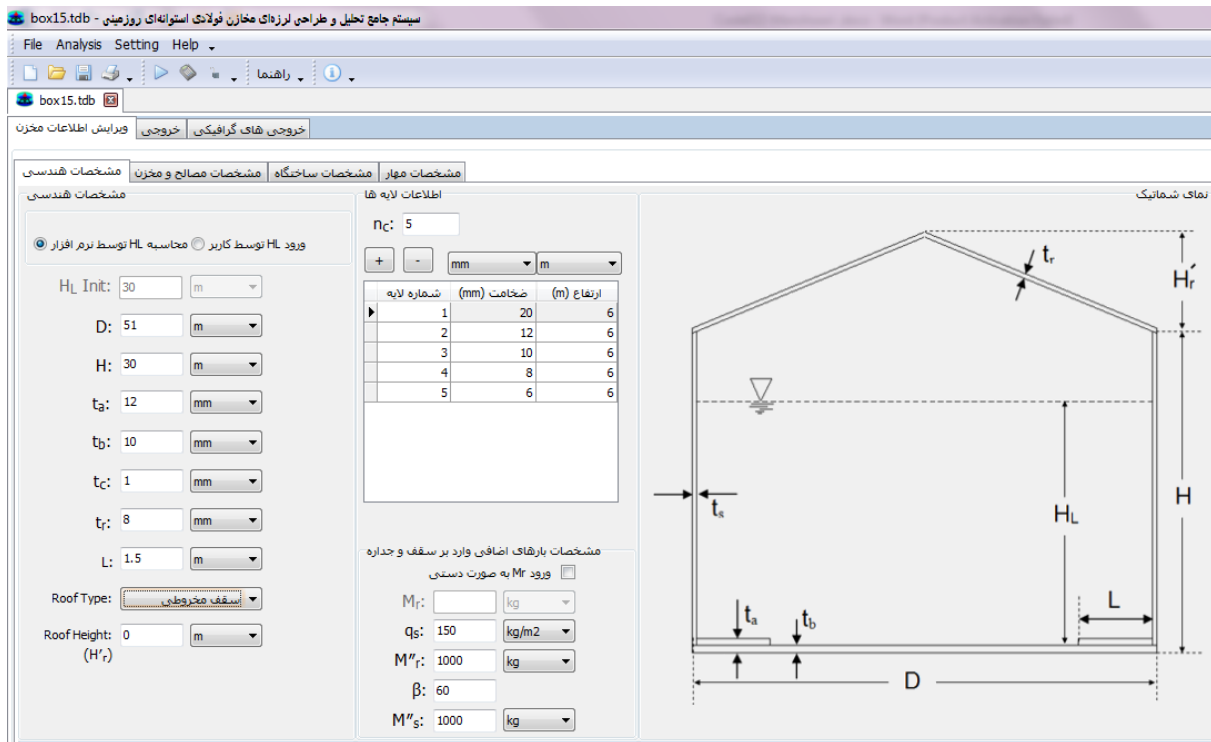 box15.tdb - سیستم جامع تحلیل و طراحی لرزه‌ای مخازن فولادی استوانه‌ای روزمینی
File Analysis Setting Help
راهنما
box15.tdb
ویرایش اطلاعات مخزن خروجی خروجی های گرافیکی
مشخصات هندسی مشخصات مصالح و مخزن مشخصات ساختگاه مشخصات مهار
مشخصات هندسی
محاسبه HL توسط نرم افزار ورود HL توسط کاربر
HL Init: 30 m
D: 51 m
H: 30 m
ta: 12 mm
tb: 10 mm
tc: 1 mm
tr: 8 mm
L: 1.5 m
Roof Type: سقف مخروطی
Roof Height: 0 m
(H'r)
اطلاعات لایه ها
nc: 5
+ - mm m
شماره لایه ضخامت (mm) ارتفاع (m)
1 20 6
2 12 6
3 10 6
4 8 6
5 6 6
مشخصات بارهای اضافی وارد بر سقف و جداره
ورود Mr به صورت دستی
Mr: kg
qs: 150 kg/m2
M"r: 1000 kg
β: 60
M"s: 1000 kg
نمای شماتیک
tr
H'r
ts
HL
H
ta
tb
L
D